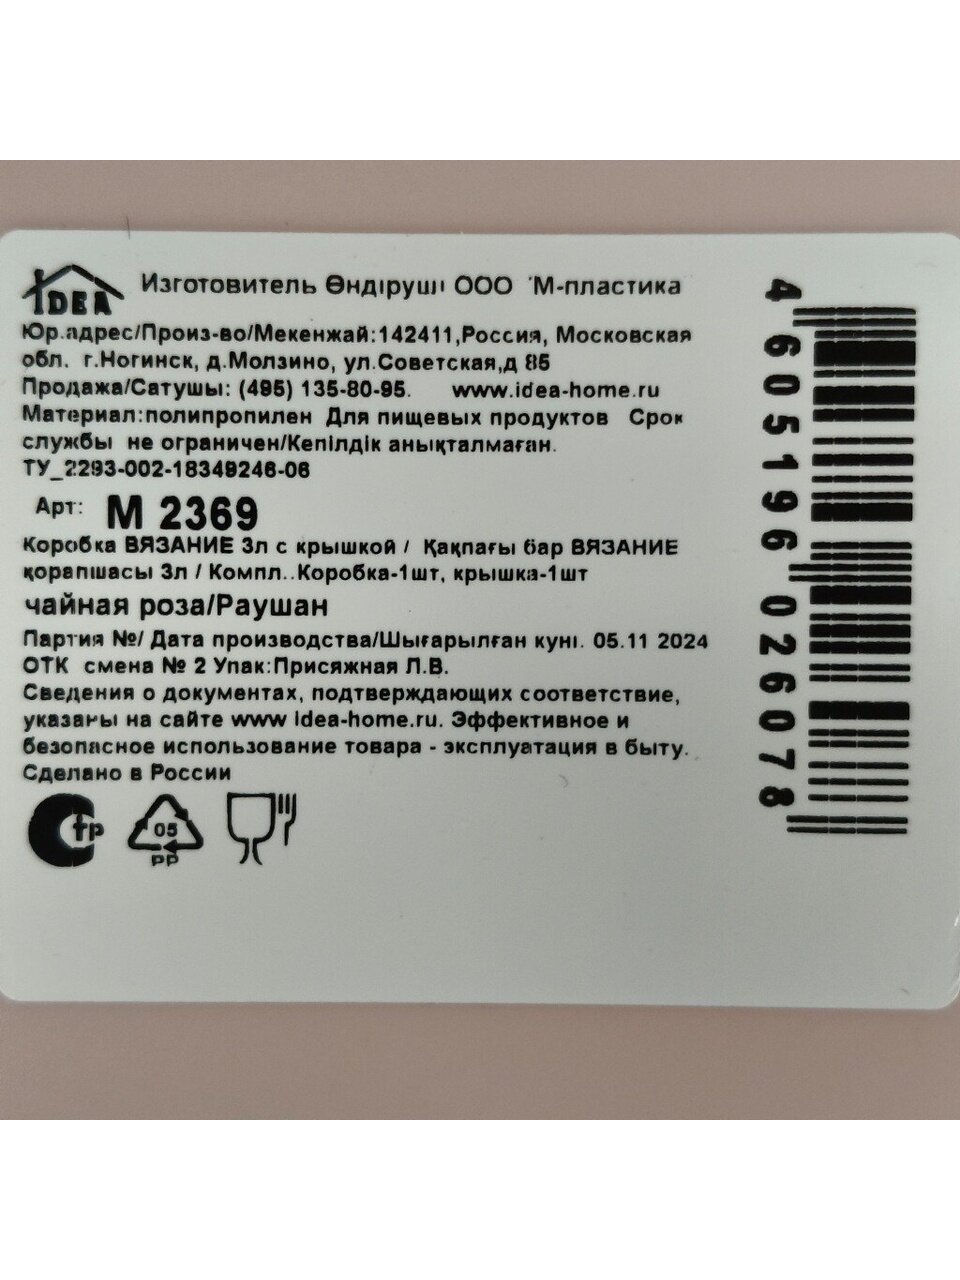 IDEA
Изготовитель Өндіруші ООО "М-пластика
Юр.адрес/Произ-во/Мекенжай:142411,Россия, Московская
обл. г.Ногинск, д.Молзино, ул.Советская,д 85
Продажа/Сатушы: (495) 135-80-95. www.idea-home.ru
Материал:полипропилен Для пищевых продуктов Срок
службы не ограничен/Кепілдік анықталмаған.
ТУ_2293-002-18349246-06
Арт: М 2369
Коробка ВЯЗАНИЕ 3л с крышкой / Қақпағы бар ВЯЗАНИЕ
қорапшасы 3л / Компл..Коробка-1шт, крышка-1шт
чайная роза/Раушан
Партия №/ Дата производства/Шығарылған күні. 05.11 2024
ОТК смена № 2 Упак:Присяжная Л.В.
Сведения о документах, подтверждающих соответствие,
указаны на сайте www idea-home.ru. Эффективное и
безопасное использование товара - эксплуатация в быту.
Сделано в России
Стр
05
PP
4 605196 026078